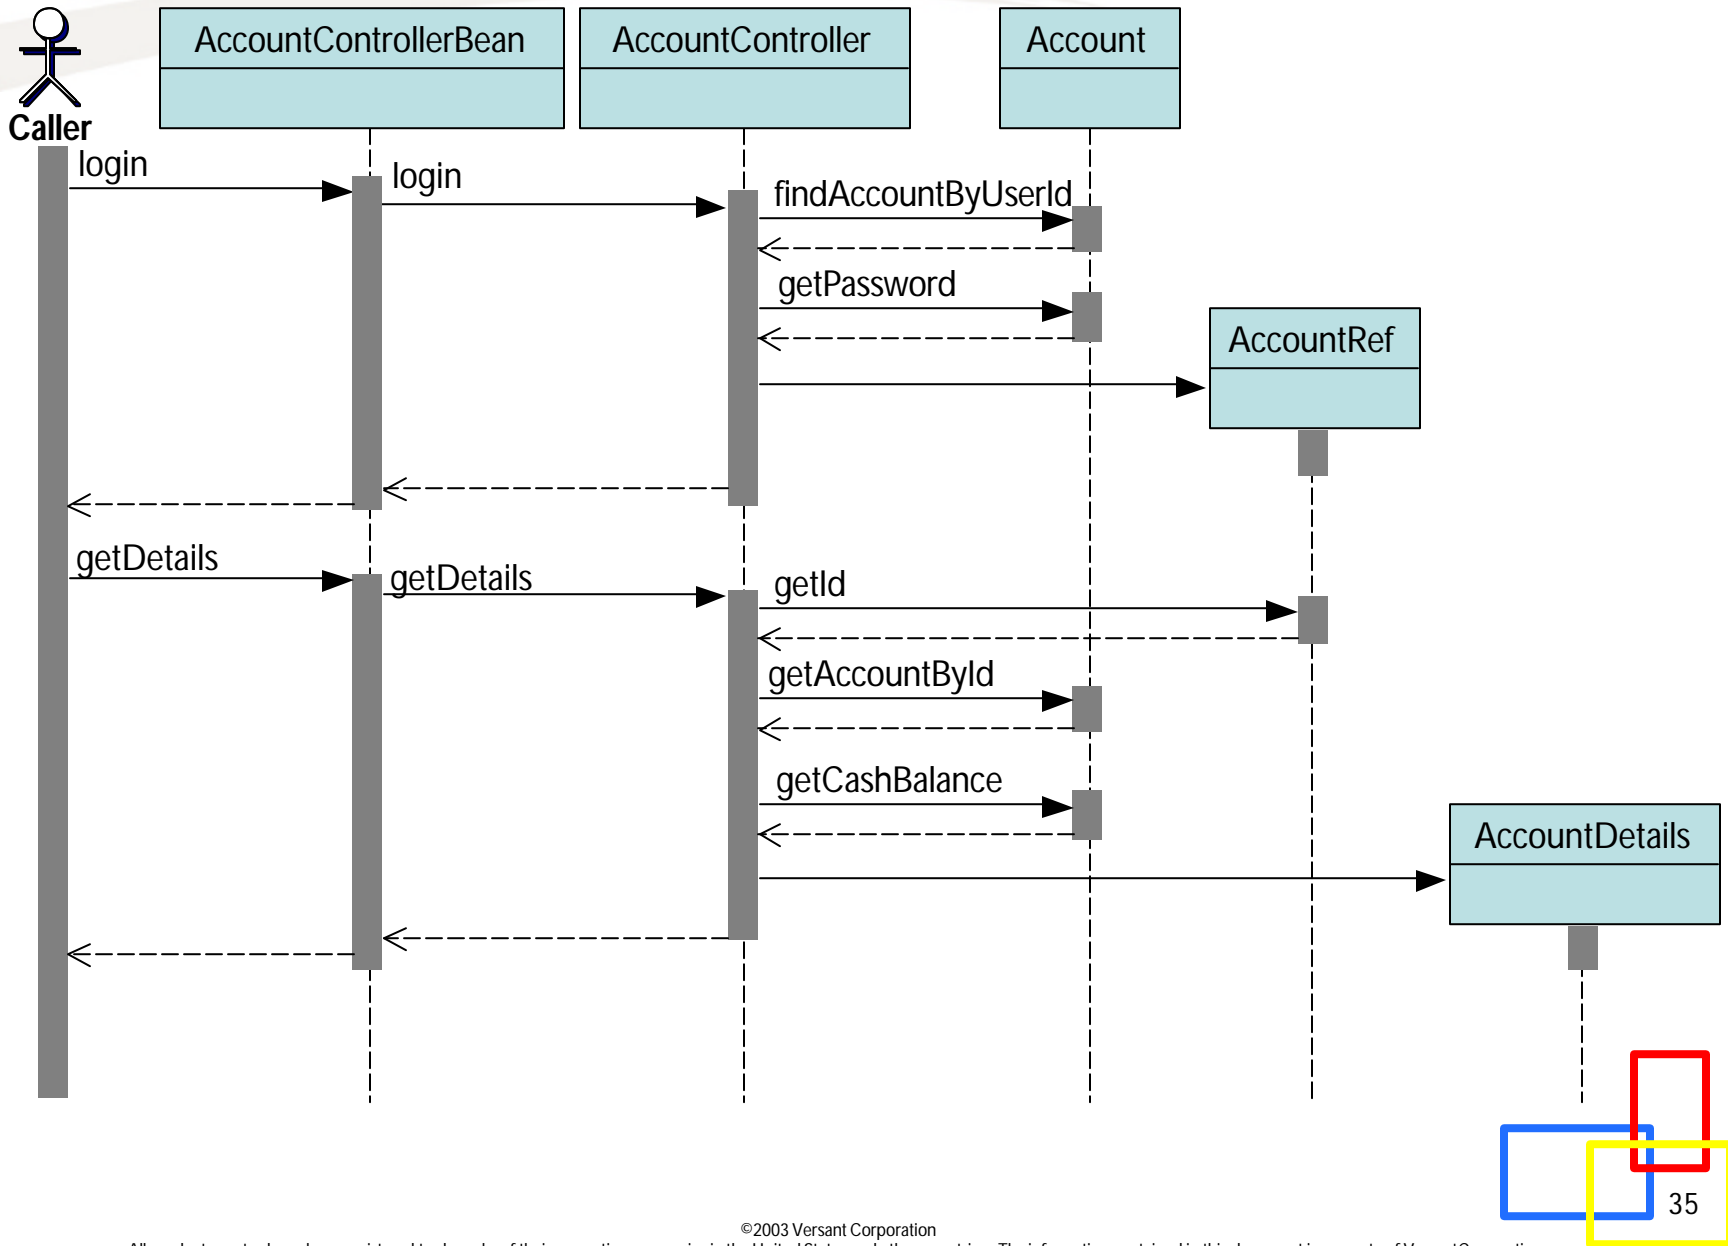 AccountControllerBean
AccountController
Account
Caller
login
login
findAccountByUserId
getPassword
AccountRef
getDetails
getDetails
getId
getAccountById
getCashBalance
AccountDetails
35
©2003 Versant Corporation